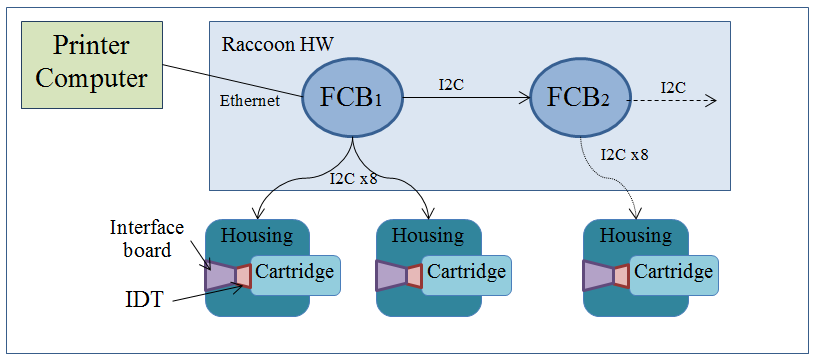 Printer
Computer
Raccoon HW
Ethernet
FCB1
I2C
FCB2
I2C
I2C x8
I2C x8
Interface
board
IDT
Housing
Cartridge
Housing
Cartridge
Housing
Cartridge